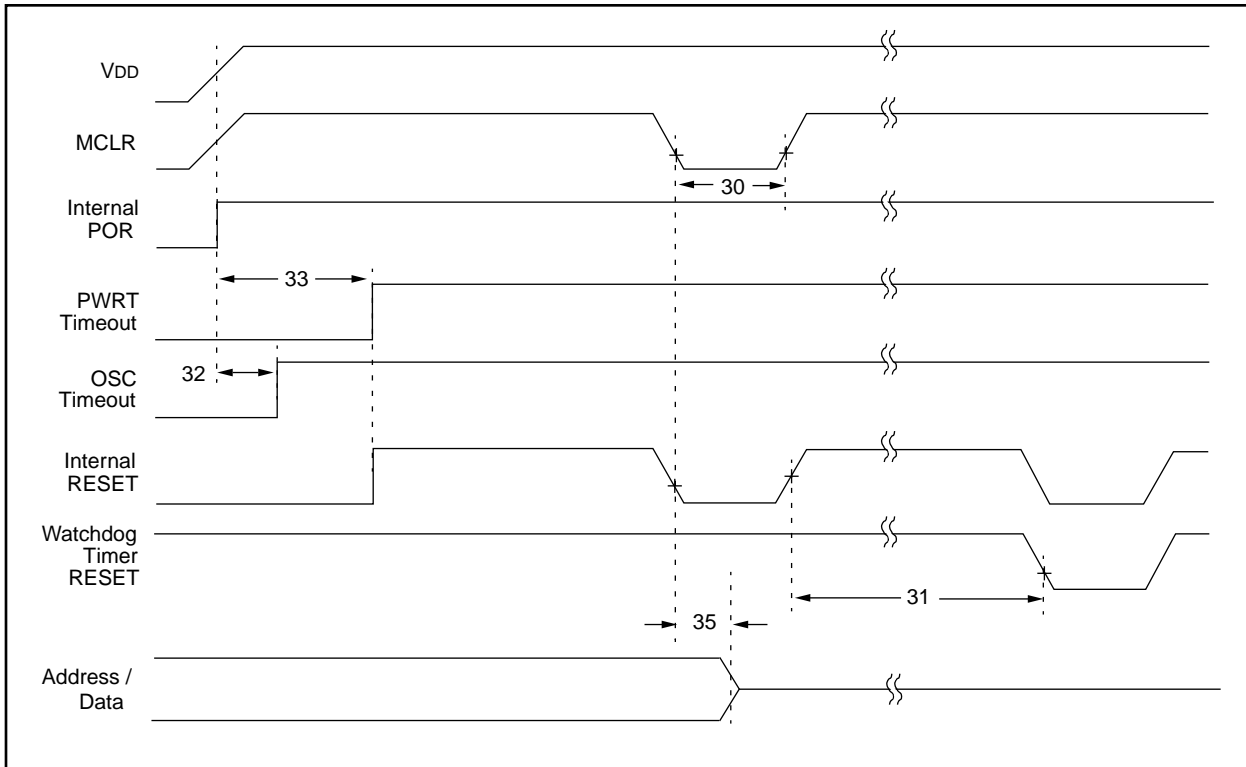 VDD
MCLR
30
Internal
POR
33
PWRT
Timeout
32
OSC
Timeout
Internal
RESET
Watchdog
Timer
RESET
31
35
Address /
Data